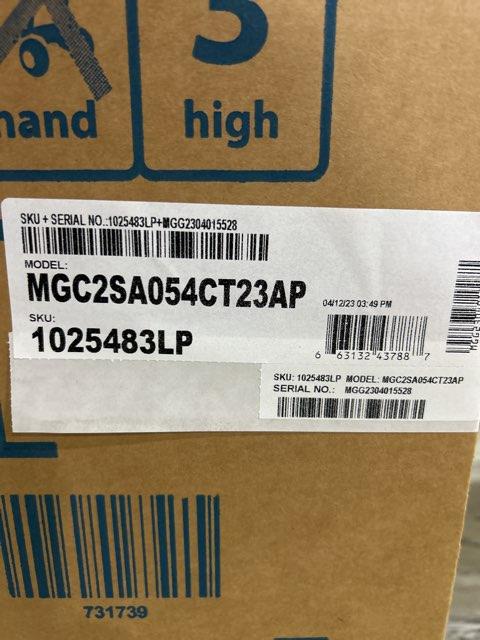 hand
3
high
SKU + SERIAL NO.:1025483LP+MGG2304015528
MODEL:
MGC2SA054CT23AP
04/12/23 03:49 PM
SKU:
1025483LP
6 63132 43788 7
SKU: 1025483LP MODEL: MGC2SA054CT23AP
SERIAL NO.: MGG2304015528
731739